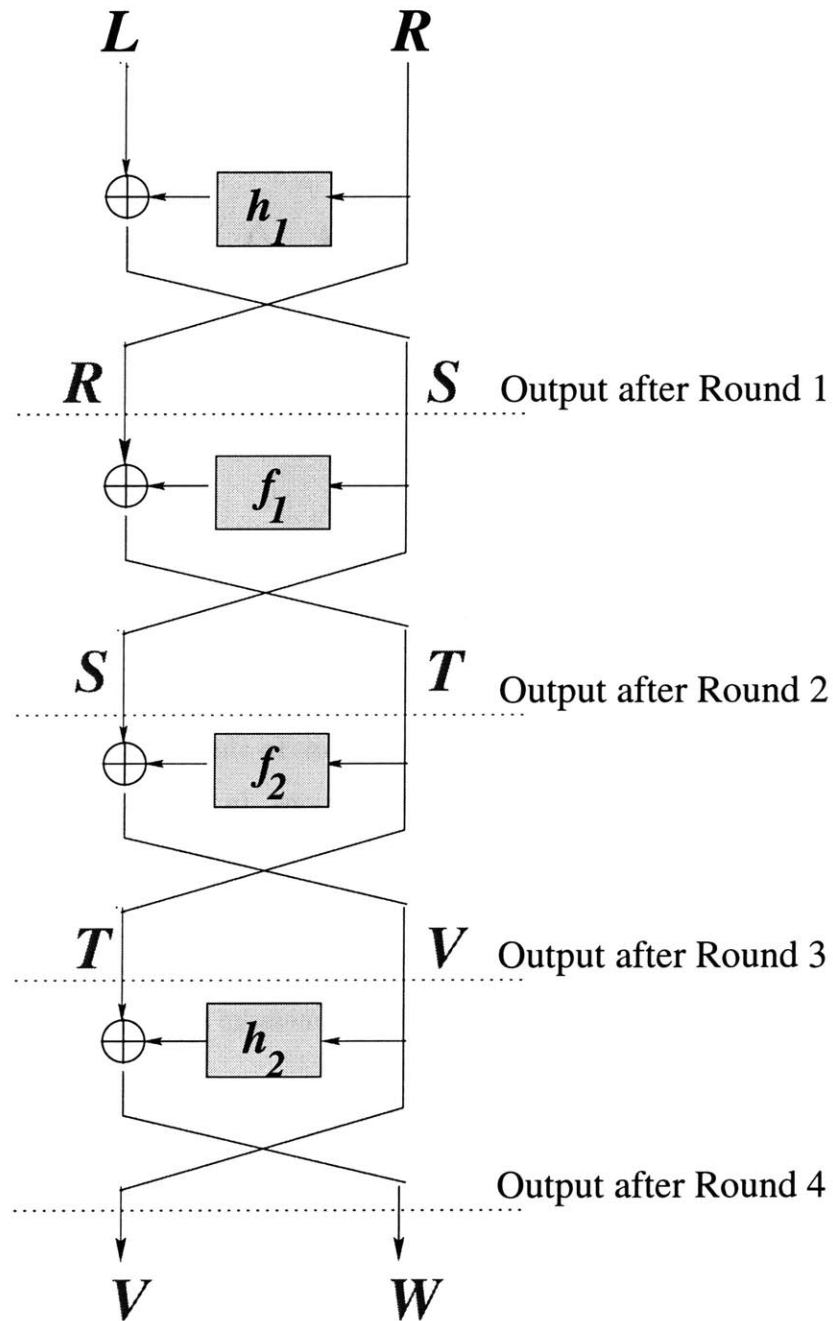 L R
h₁
R S Output after Round 1
f₁
S T Output after Round 2
f₂
T V Output after Round 3
h₂
Output after Round 4
V W